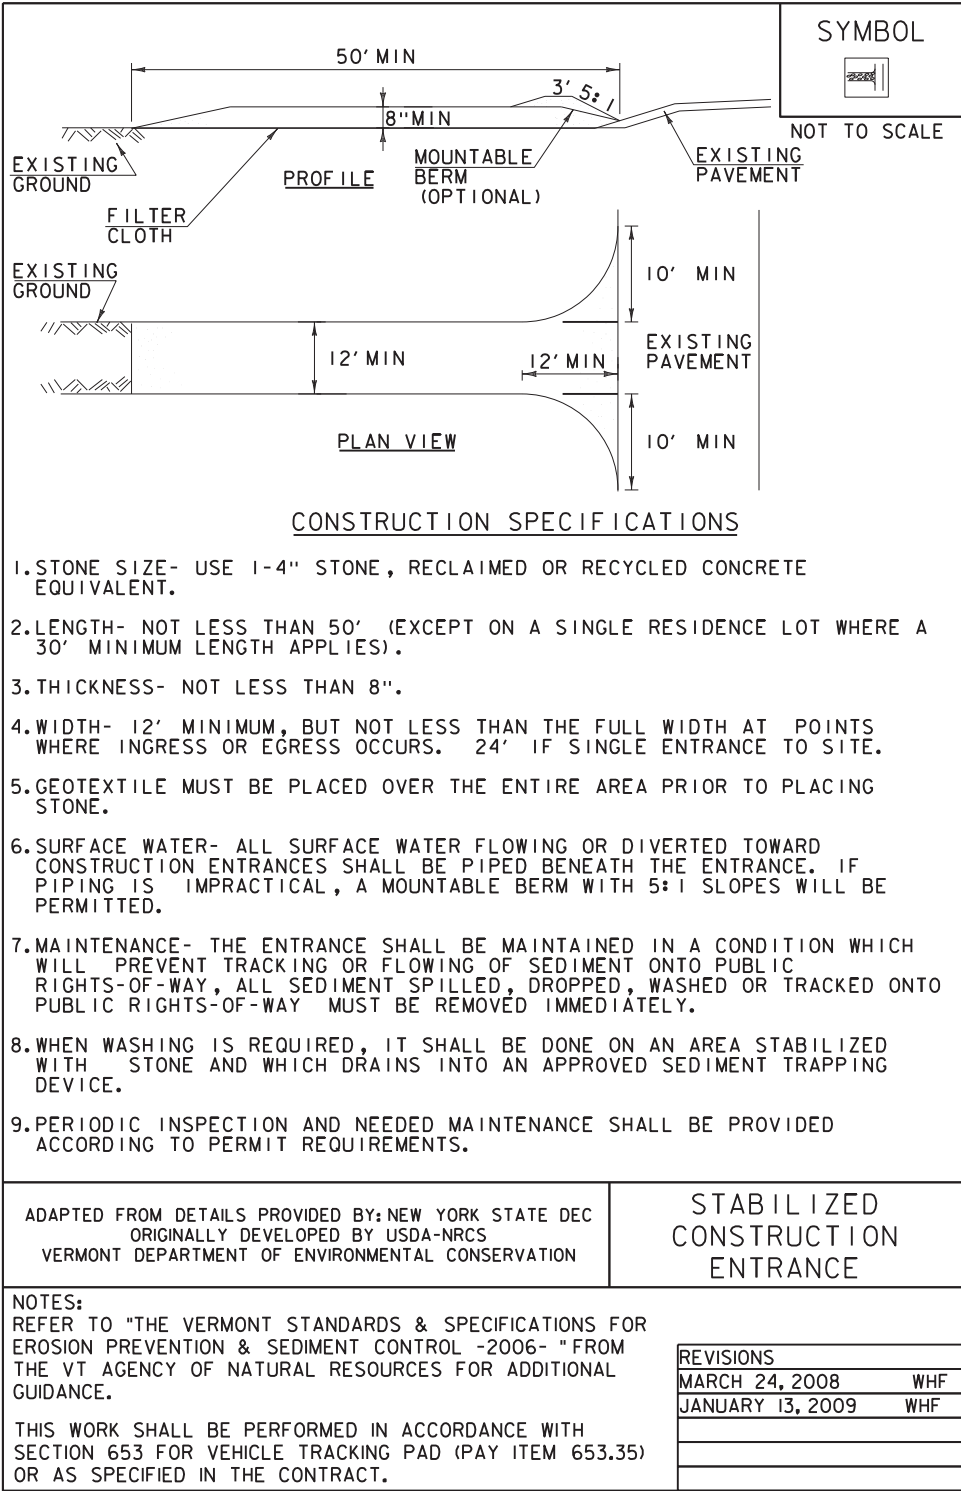 SYMBOL
NOT TO SCALE
50' MIN
3' 5:1
8" MIN
EXISTING
GROUND
PROFILE
MOUNTABLE
BERM
(OPTIONAL)
EXISTING
PAVEMENT
FILTER
CLOTH
EXISTING
GROUND
10' MIN
12' MIN
12' MIN
EXISTING
PAVEMENT
10' MIN
PLAN VIEW
CONSTRUCTION SPECIFICATIONS
1. STONE SIZE- USE 1-4" STONE, RECLAIMED OR RECYCLED CONCRETE
EQUIVALENT.
2. LENGTH- NOT LESS THAN 50' (EXCEPT ON A SINGLE RESIDENCE LOT WHERE A
30' MINIMUM LENGTH APPLIES).
3. THICKNESS- NOT LESS THAN 8".
4. WIDTH- 12' MINIMUM, BUT NOT LESS THAN THE FULL WIDTH AT POINTS
WHERE INGRESS OR EGRESS OCCURS. 24' IF SINGLE ENTRANCE TO SITE.
5. GEOTEXTILE MUST BE PLACED OVER THE ENTIRE AREA PRIOR TO PLACING
STONE.
6. SURFACE WATER- ALL SURFACE WATER FLOWING OR DIVERTED TOWARD
CONSTRUCTION ENTRANCES SHALL BE PIPED BENEATH THE ENTRANCE. IF
PIPING IS IMPRACTICAL, A MOUNTABLE BERM WITH 5:1 SLOPES WILL BE
PERMITTED.
7. MAINTENANCE- THE ENTRANCE SHALL BE MAINTAINED IN A CONDITION WHICH
WILL PREVENT TRACKING OR FLOWING OF SEDIMENT ONTO PUBLIC
RIGHTS-OF-WAY, ALL SEDIMENT SPILLED, DROPPED, WASHED OR TRACKED ONTO
PUBLIC RIGHTS-OF-WAY MUST BE REMOVED IMMEDIATELY.
8. WHEN WASHING IS REQUIRED, IT SHALL BE DONE ON AN AREA STABILIZED
WITH STONE AND WHICH DRAINS INTO AN APPROVED SEDIMENT TRAPPING
DEVICE.
9. PERIODIC INSPECTION AND NEEDED MAINTENANCE SHALL BE PROVIDED
ACCORDING TO PERMIT REQUIREMENTS.
ADAPTED FROM DETAILS PROVIDED BY: NEW YORK STATE DEC
ORIGINALLY DEVELOPED BY USDA-NRCS
VERMONT DEPARTMENT OF ENVIRONMENTAL CONSERVATION
STABILIZED
CONSTRUCTION
ENTRANCE
NOTES:
REFER TO "THE VERMONT STANDARDS & SPECIFICATIONS FOR
EROSION PREVENTION & SEDIMENT CONTROL -2006- " FROM
THE VT AGENCY OF NATURAL RESOURCES FOR ADDITIONAL
GUIDANCE.
THIS WORK SHALL BE PERFORMED IN ACCORDANCE WITH
SECTION 653 FOR VEHICLE TRACKING PAD (PAY ITEM 653.35)
OR AS SPECIFIED IN THE CONTRACT.
REVISIONS
MARCH 24, 2008 WHF
JANUARY 13, 2009 WHF